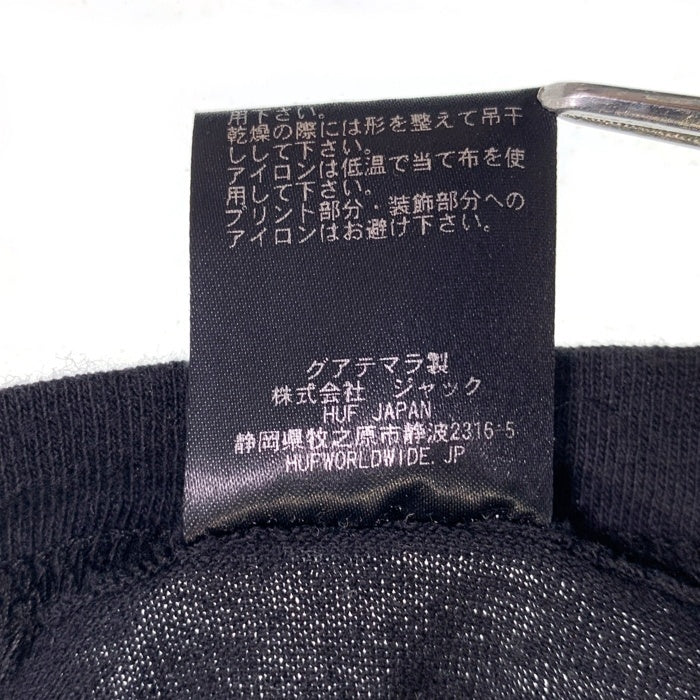 用下さい。
乾燥の際には形を整えて吊干
しして下さい。
アイロンは低温で当て布を使
用して下さい。
プリント部分・装飾部分への
アイロンはお避け下さい。
グアテマラ製
株式会社 ジャック
HUF JAPAN
静岡県牧之原市静波2316-5
HUFWORLDWIDE.JP